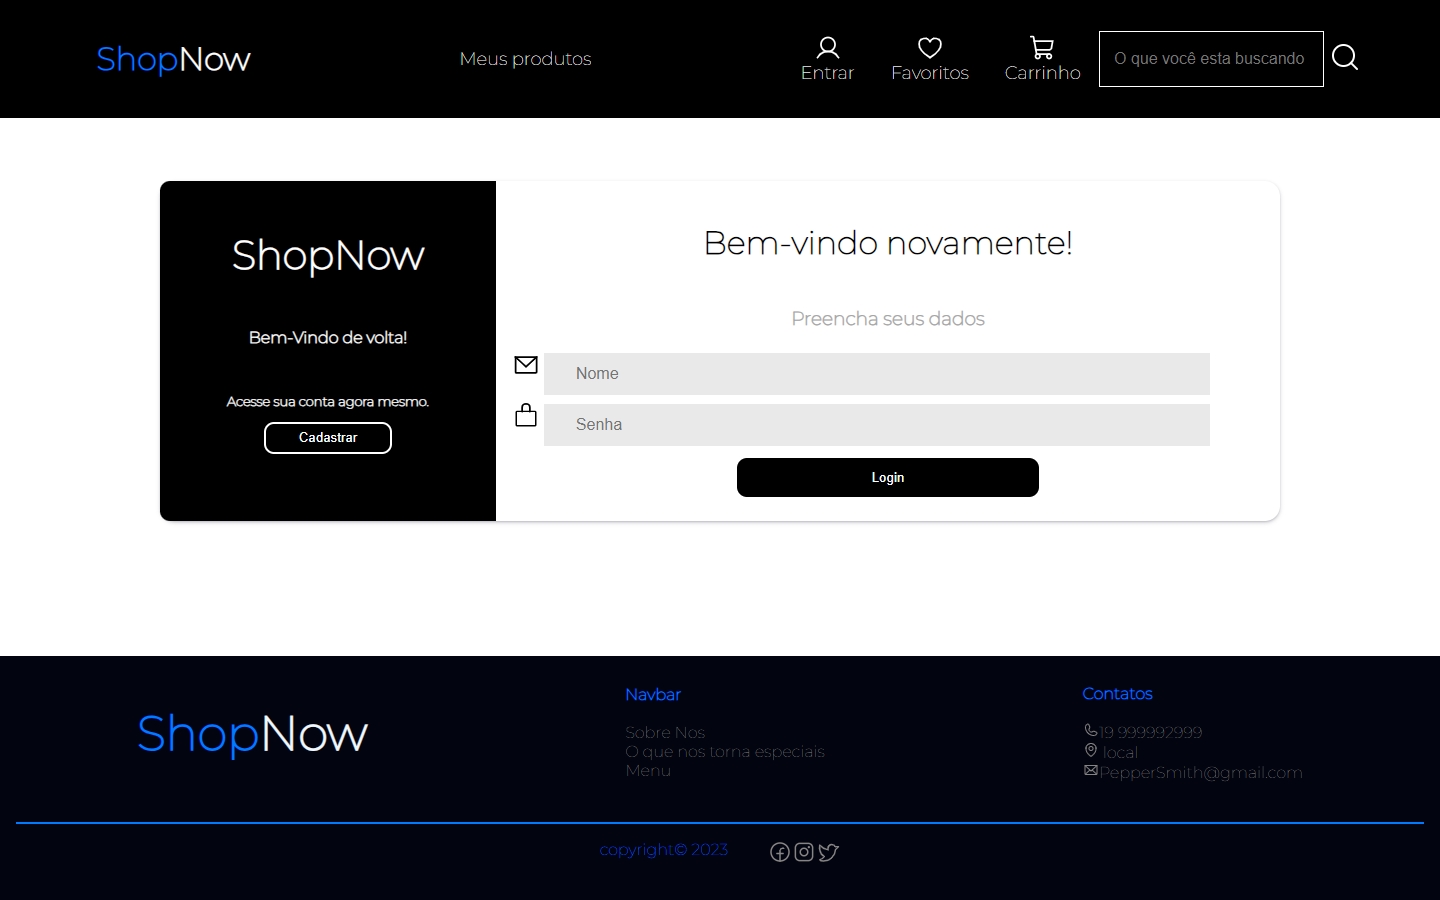 ShopNow
Meus produtos
Entrar
Favoritos
Carrinho
O que você esta buscando
ShopNow
Bem-Vindo de volta!
Acesse sua conta agora mesmo.
Cadastrar
Bem-vindo novamente!
Preencha seus dados
Nome
Senha
Login
ShopNow
Navbar
Sobre Nos
O que nos torna especiais
Menu
Contatos
19 999992999
local
PepperSmith@gmail.com
copyright© 2023